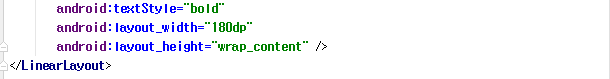 android:textStyle="bold"
android:layout_width="180dp"
android:layout_height="wrap_content" />
</LinearLayout>